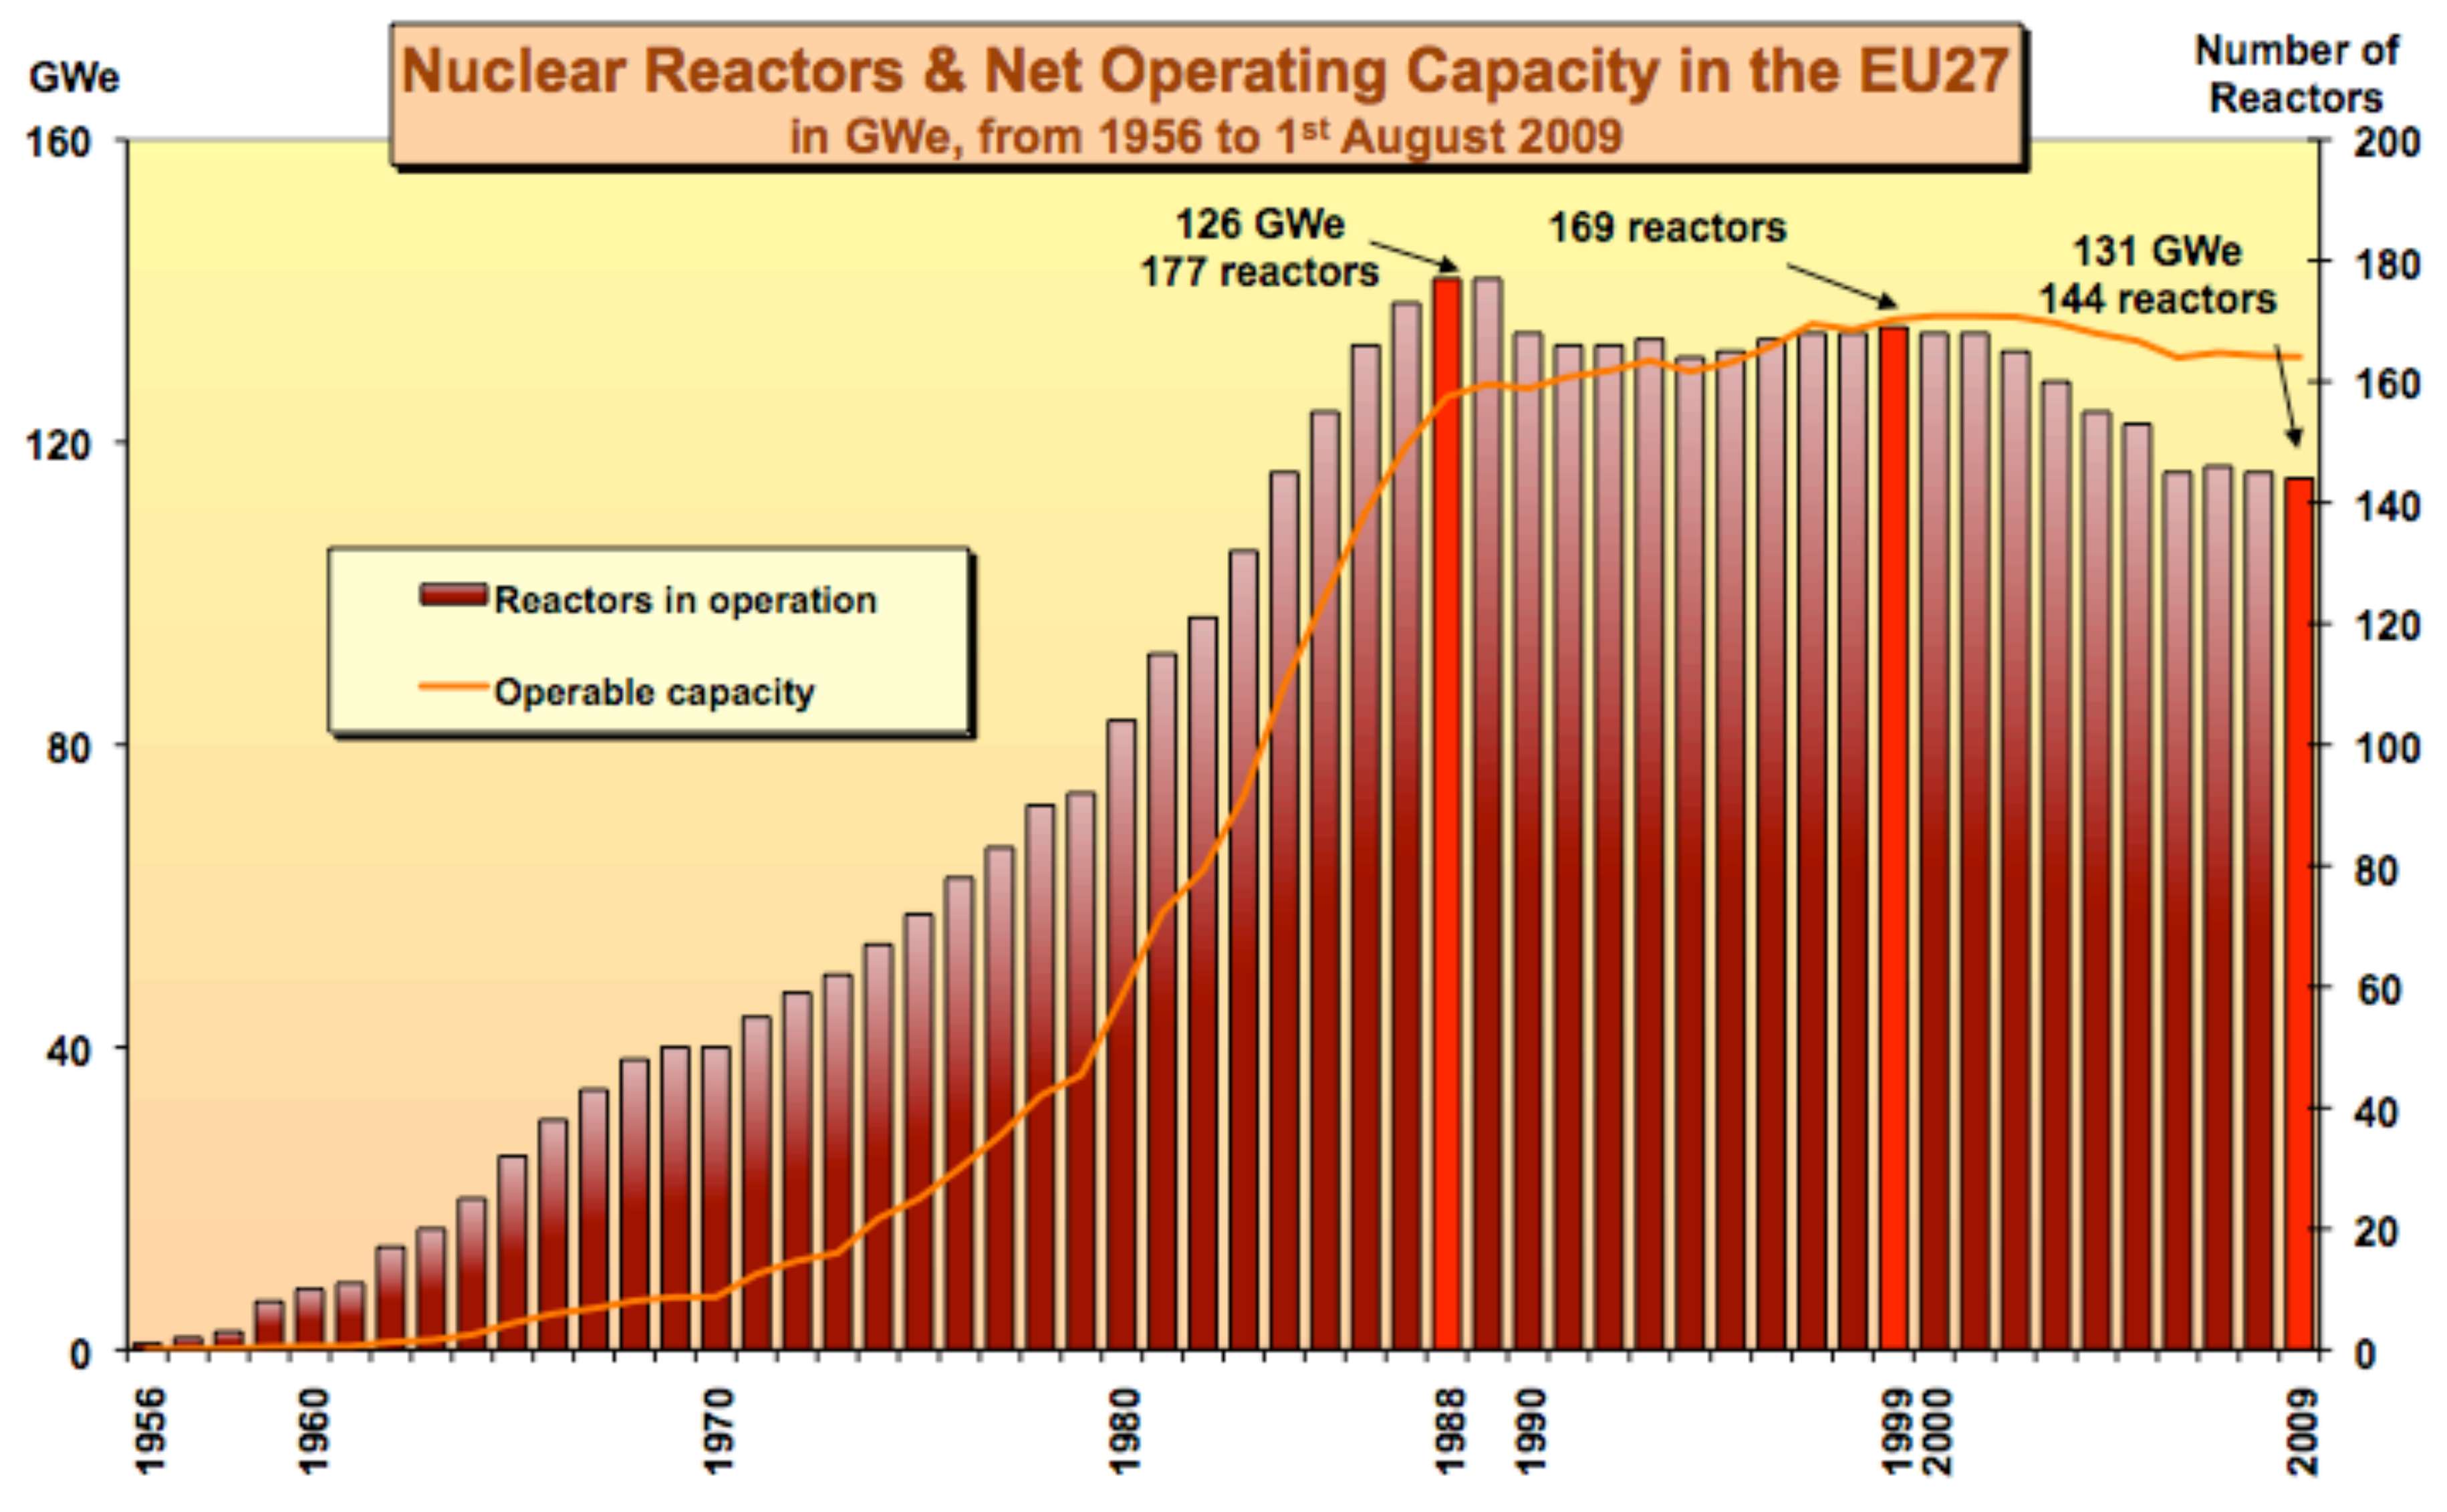 Nuclear Reactors & Net Operating Capacity in the EU27
in GWe, from 1956 to 1st August 2009
GWe
Number of
Reactors
160
120
80
40
0
200
180
160
140
120
100
80
60
40
20
0
126 GWe
177 reactors
169 reactors
131 GWe
144 reactors
Reactors in operation
Operable capacity
1956
1960
1970
1980
1988
1990
1999
2000
2009